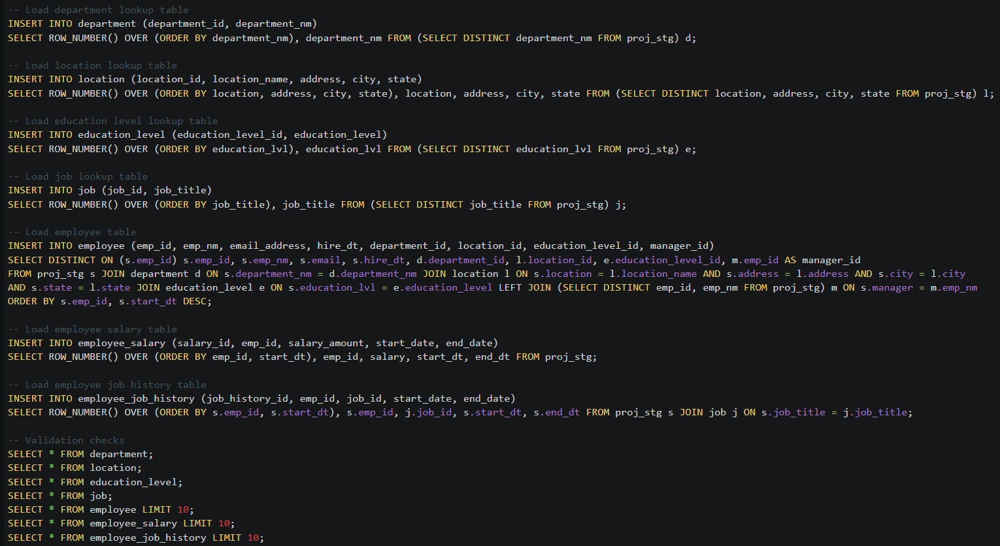 -- Load department lookup table
INSERT INTO department (department_id, department_nm)
SELECT ROW_NUMBER() OVER (ORDER BY department_nm), department_nm FROM (SELECT DISTINCT department_nm FROM proj_stg) d;
-- Load location lookup table
INSERT INTO location (location_id, location_name, address, city, state)
SELECT ROW_NUMBER() OVER (ORDER BY location, address, city, state), location, address, city, state FROM (SELECT DISTINCT location, address, city, state FROM proj_stg) l;
-- Load education level lookup table
INSERT INTO education_level (education_level_id, education_level)
SELECT ROW_NUMBER() OVER (ORDER BY education_lvl), education_lvl FROM (SELECT DISTINCT education_lvl FROM proj_stg) e;
-- Load job lookup table
INSERT INTO job (job_id, job_title)
SELECT ROW_NUMBER() OVER (ORDER BY job_title), job_title FROM (SELECT DISTINCT job_title FROM proj_stg) j;
-- Load employee table
INSERT INTO employee (emp_id, emp_nm, email_address, hire_dt, department_id, location_id, education_level_id, manager_id)
SELECT DISTINCT ON (s.emp_id) s.emp_id, s.emp_nm, s.email, s.hire_dt, d.department_id, l.location_id, e.education_level_id, m.emp_id AS manager_id
FROM proj_stg s JOIN department d ON s.department_nm = d.department_nm JOIN location l ON s.location = l.location_name AND s.address = l.address AND s.city = l.city
AND s.state = l.state JOIN education_level e ON s.education_lvl = e.education_level LEFT JOIN (SELECT DISTINCT emp_id, emp_nm FROM proj_stg) m ON s.manager = m.emp_nm
ORDER BY s.emp_id, s.start_dt DESC;
-- Load employee salary table
INSERT INTO employee_salary (salary_id, emp_id, salary_amount, start_date, end_date)
SELECT ROW_NUMBER() OVER (ORDER BY emp_id, start_dt), emp_id, salary, start_dt, end_dt FROM proj_stg;
-- Load employee job history table
INSERT INTO employee_job_history (job_history_id, emp_id, job_id, start_date, end_date)
SELECT ROW_NUMBER() OVER (ORDER BY s.emp_id, s.start_dt), s.emp_id, j.job_id, s.start_dt, s.end_dt FROM proj_stg s JOIN job j ON s.job_title = j.job_title;
-- Validation checks
SELECT * FROM department;
SELECT * FROM location;
SELECT * FROM education_level;
SELECT * FROM job;
SELECT * FROM employee LIMIT 10;
SELECT * FROM employee_salary LIMIT 10;
SELECT * FROM employee_job_history LIMIT 10;